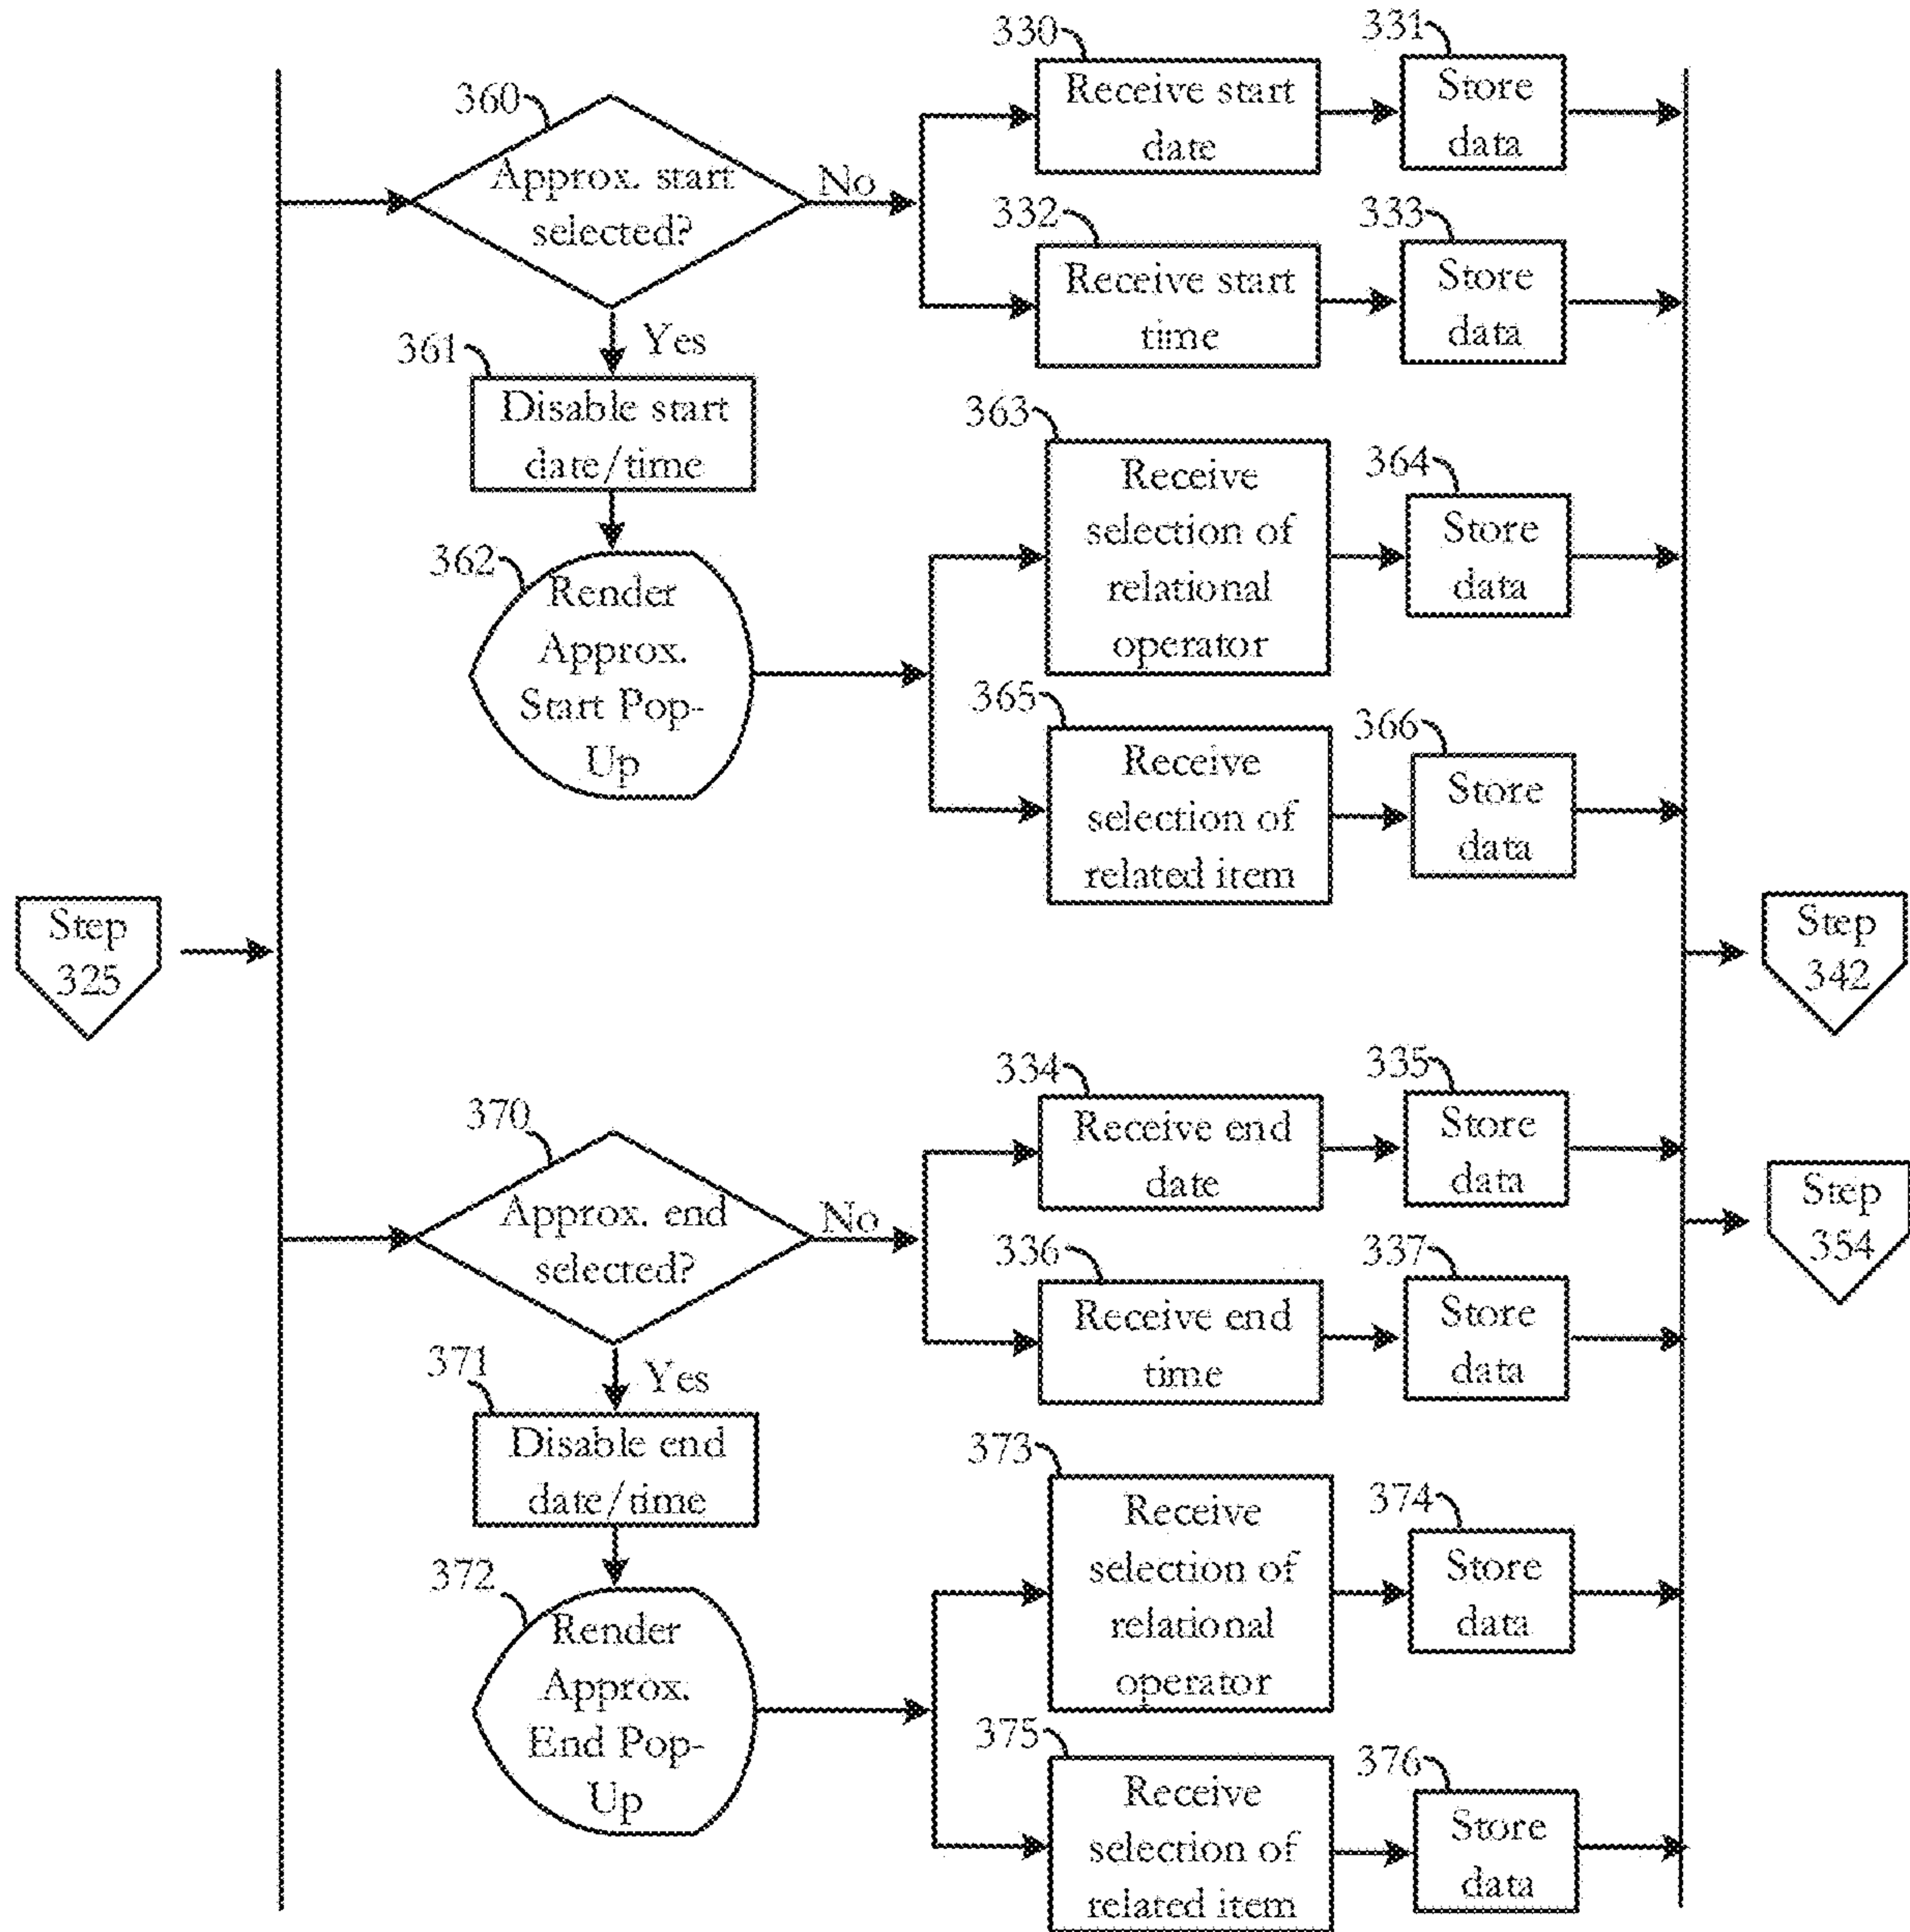 330
331
Receive start
date
Store
data
360
Approx. start
selected?
No
332
333
Receive start
time
Store
data
Yes
361
Disable start
date/time
363
Receive
selection of
relational
operator
364
Store
data
362
Render
Approx.
Start Pop-
Up
365
Receive
selection of
related item
366
Store
data
Step
325
Step
342
334
335
Receive end
date
Store
data
370
Approx. end
selected?
No
Step
354
336
337
Receive end
time
Store
data
Yes
371
Disable end
date/time
373
Receive
selection of
relational
operator
374
Store
data
372
Render
Approx.
End Pop-
Up
375
Receive
selection of
related item
376
Store
data